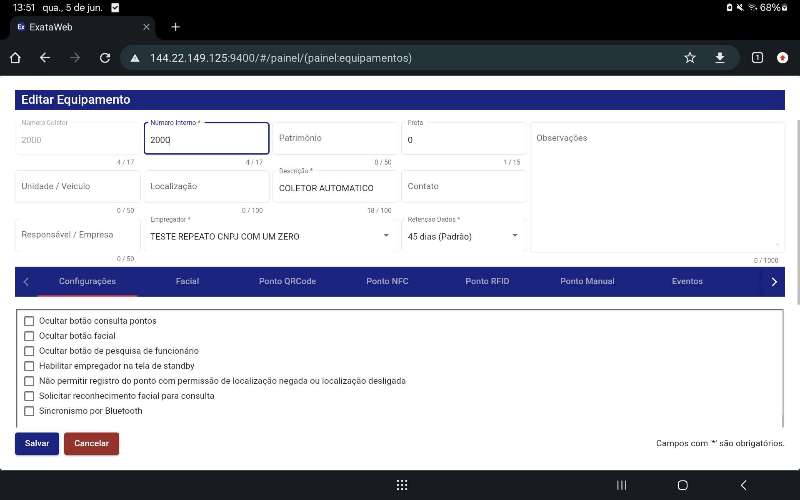 13:51 qua., 5 de jun. 68%
Ex ExataWeb
144.22.149.125:9400/#/painel/(painel:equipamentos)
1
Editar Equipamento
Número Coletor
2000
4 / 17
Número Interno *
2000
4 / 17
Patrimônio
0 / 50
Frota
0
1 / 15
Observações
0 / 1000
Unidade / Veículo
0 / 50
Localização
0 / 100
Descrição *
COLETOR AUTOMATICO
18 / 100
Contato
Responsável / Empresa
0 / 50
Empregador *
TESTE REPEATO CNPJ COM UM ZERO
Retenção Dados *
45 dias (Padrão)
Configurações Facial Ponto QRCode Ponto NFC Ponto RFID Ponto Manual Eventos
Ocultar botão consulta pontos
Ocultar botão facial
Ocultar botão de pesquisa de funcionário
Habilitar empregador na tela de standby
Não permitir registro do ponto com permissão de localização negada ou localização desligada
Solicitar reconhecimento facial para consulta
Sincronismo por Bluetooth
Salvar Cancelar Campos com '*' são obrigatórios.